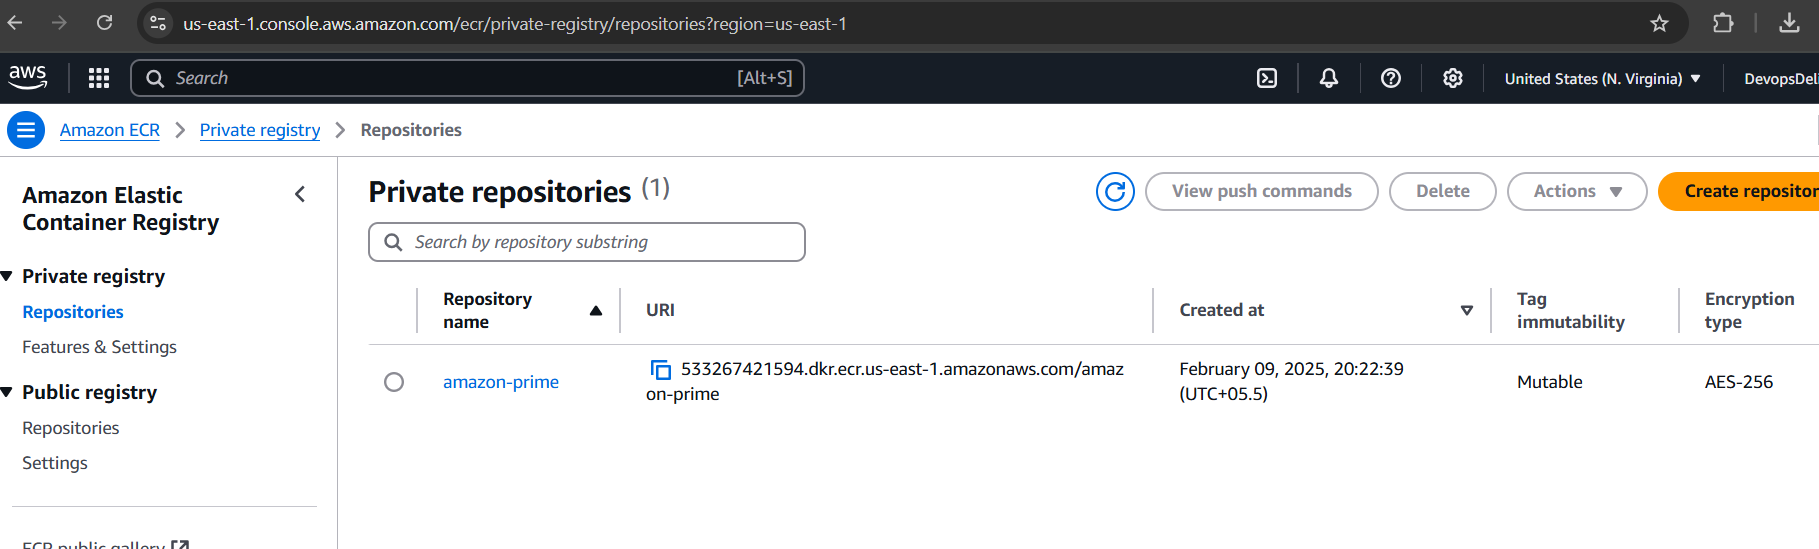 us-east-1.console.aws.amazon.com/ecr/private-registry/repositories?region=us-east-1
aws
Search
[Alt+S]
United States (N. Virginia)
DevopsDeli
Amazon ECR
Private registry
Repositories
Amazon Elastic
Container Registry
Private registry
Repositories
Features & Settings
Public registry
Repositories
Settings
ECR public gallery
Private repositories (1)
View push commands
Delete
Actions
Create repositor
Search by repository substring
Repository
name
URI
Created at
Tag
immutability
Encryption
type
amazon-prime
533267421594.dkr.ecr.us-east-1.amazonaws.com/amaz
on-prime
February 09, 2025, 20:22:39
(UTC+05.5)
Mutable
AES-256